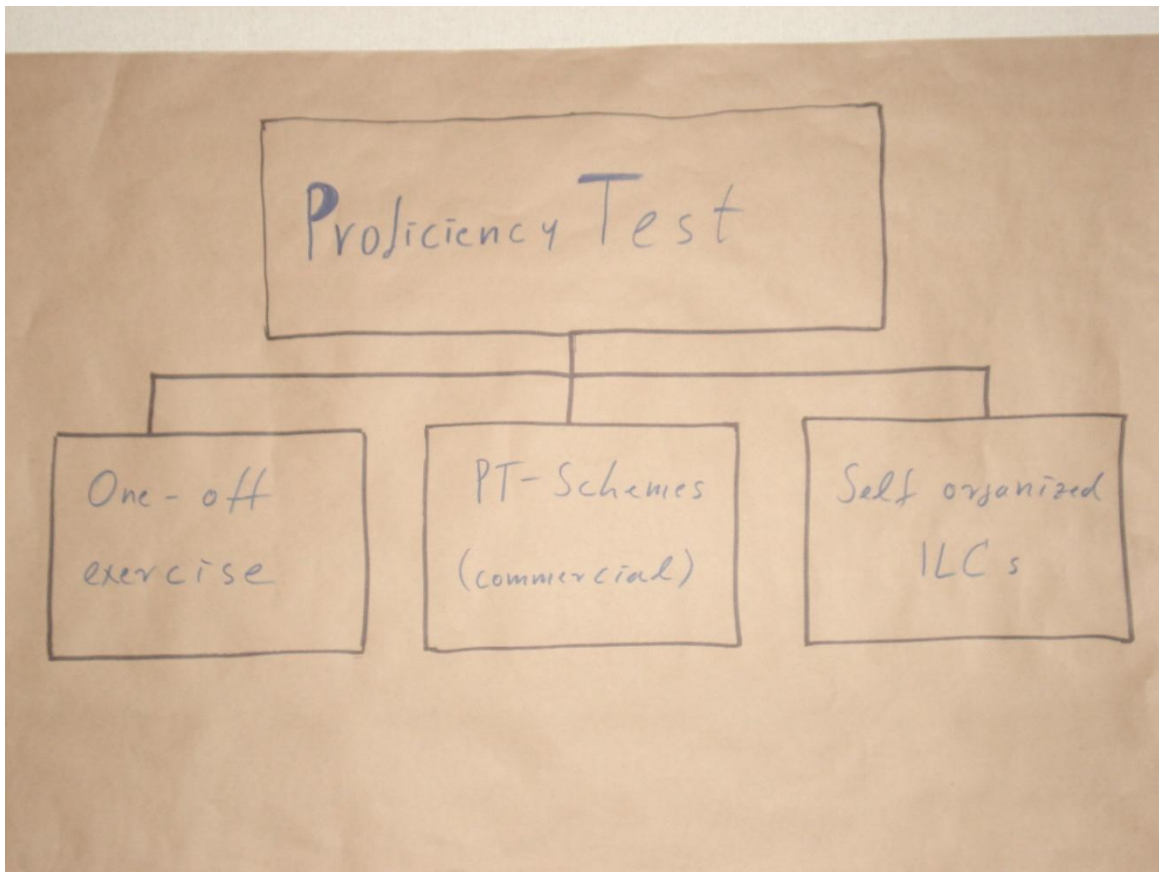 Proficiency Test
One-off
exercise
PT-Schemes
(commercial)
Self organized
ILCs